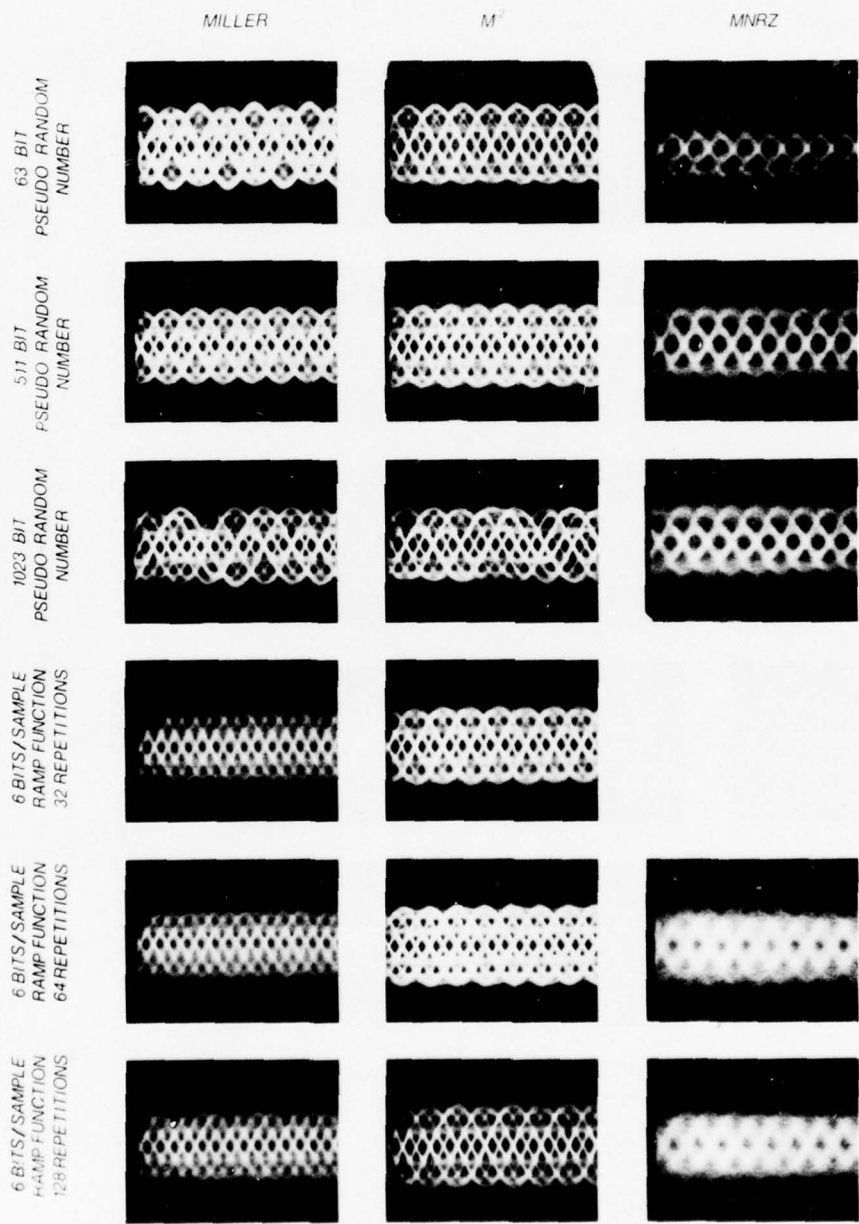 MILLER
M²
MNRZ
63 BIT
PSEUDO RANDOM
NUMBER
511 BIT
PSEUDO RANDOM
NUMBER
1023 BIT
PSEUDO RANDOM
NUMBER
6 BITS/SAMPLE
RAMP FUNCTION
32 REPETITIONS
6 BITS/SAMPLE
RAMP FUNCTION
64 REPETITIONS
6 BITS/SAMPLE
RAMP FUNCTION
128 REPETITIONS